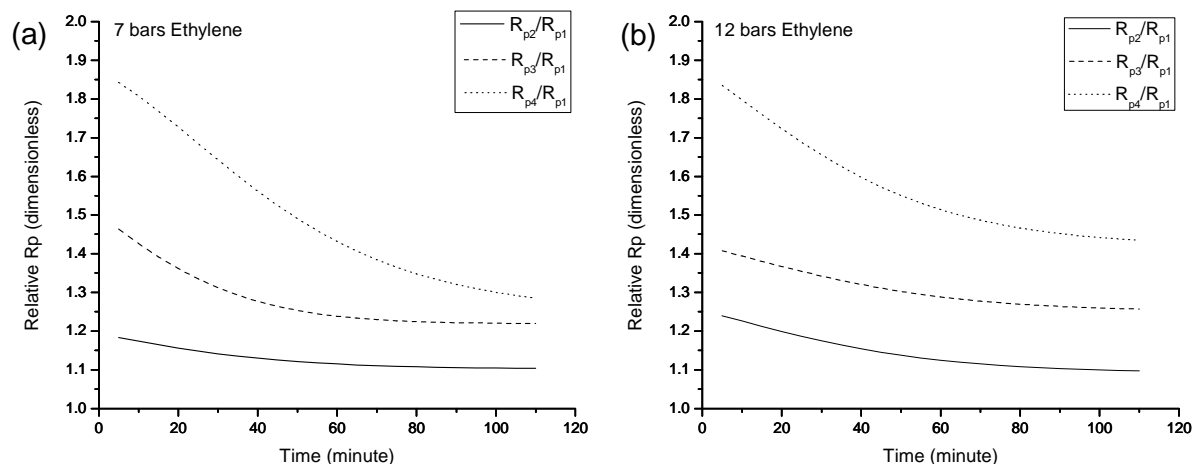 (a)
7 bars Ethylene
Rp2/Rp1
Rp3/Rp1
Rp4/Rp1
2.0
1.9
1.8
1.7
1.6
1.5
1.4
1.3
1.2
1.1
1.0
Relative Rp (dimensionless)
0 20 40 60 80 100 120
Time (minute)
(b)
12 bars Ethylene
Rp2/Rp1
Rp3/Rp1
Rp4/Rp1
2.0
1.9
1.8
1.7
1.6
1.5
1.4
1.3
1.2
1.1
1.0
Relative Rp (dimensionless)
0 20 40 60 80 100 120
Time (minute)